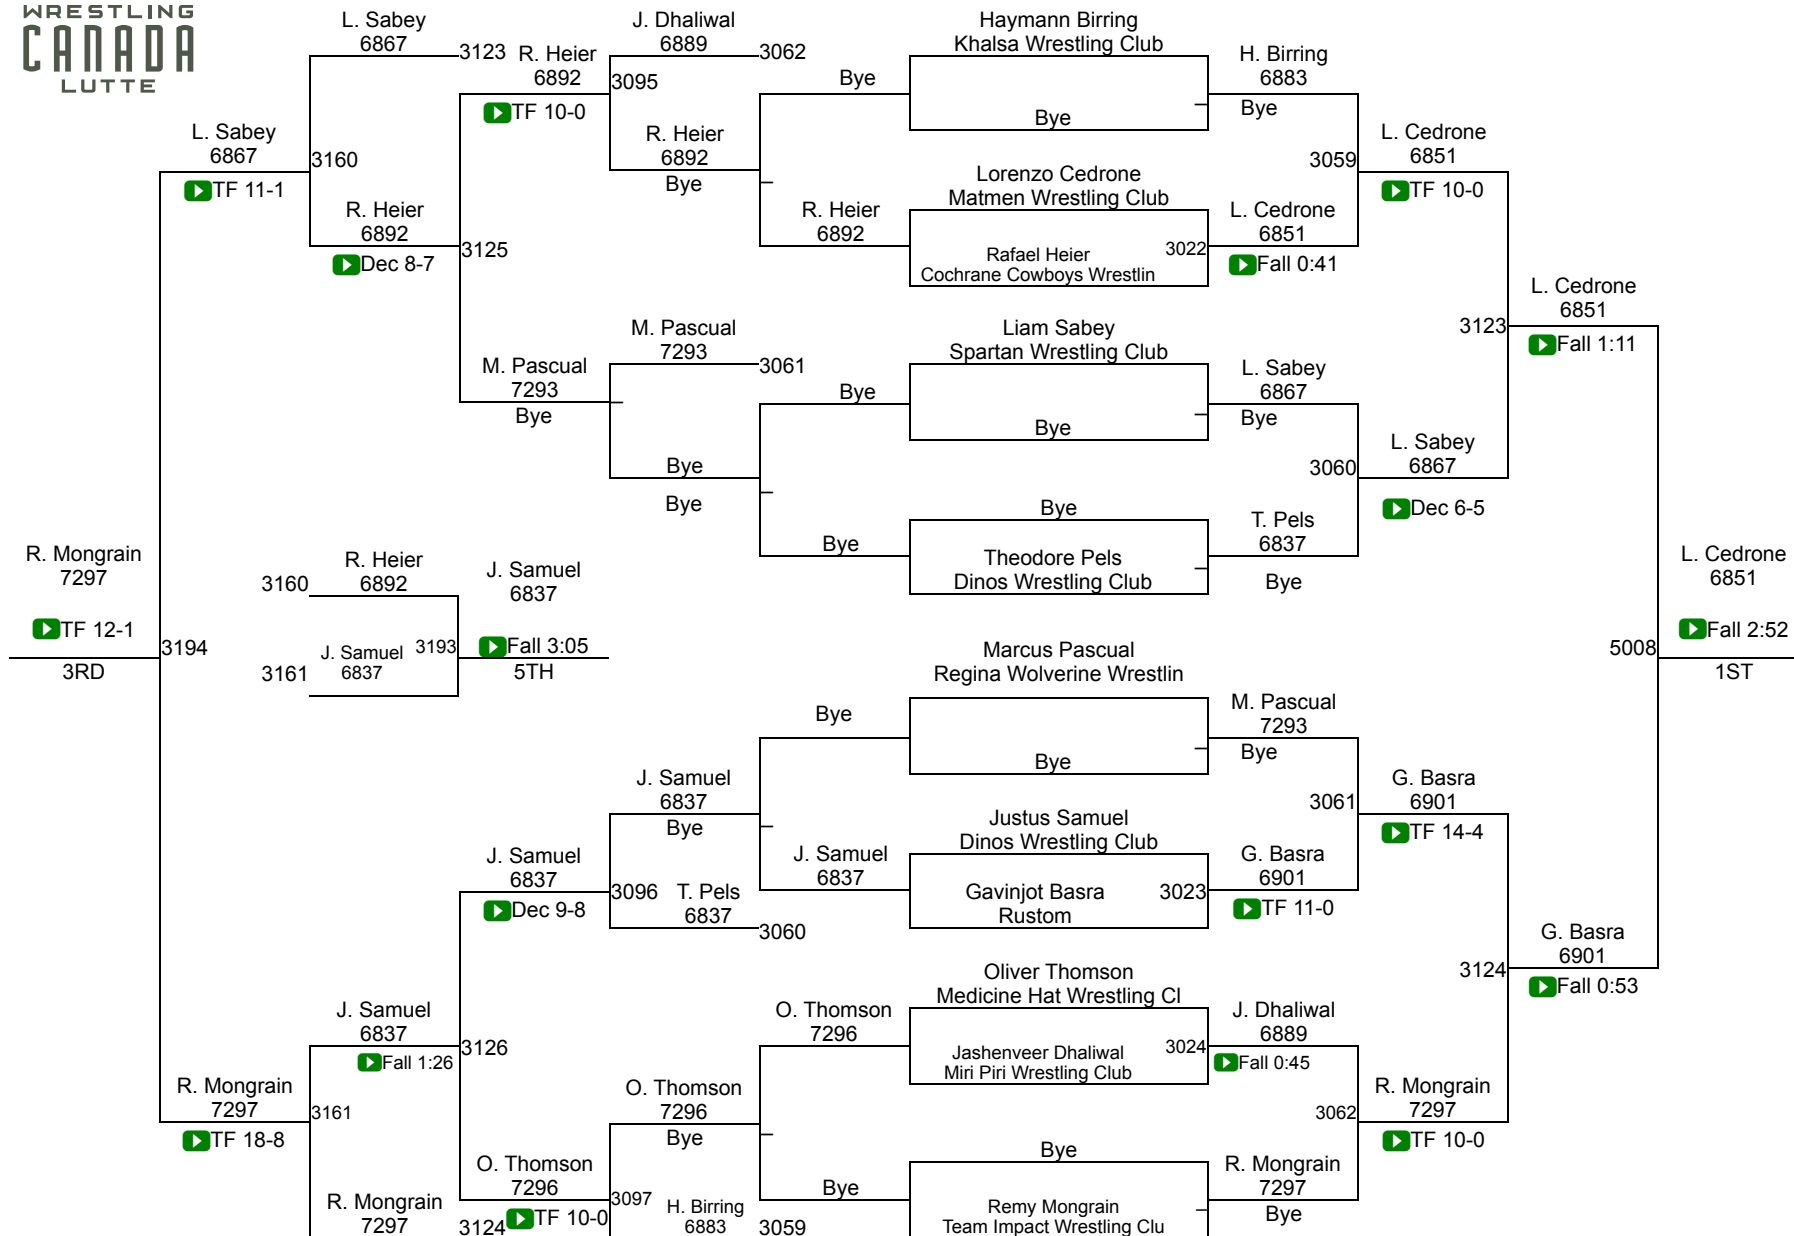 WRESTLING
CANADA
LUTTE
L. Sabey
6867
3123
R. Heier
6892
J. Dhaliwal
6889
3062
3095
TF 10-0
Bye
Haymann Birring
Khalsa Wrestling Club
Bye
H. Birring
6883
Bye
L. Sabey
6867
3160
TF 11-1
R. Heier
6892
Bye
Lorenzo Cedrone
Matmen Wrestling Club
3059
L. Cedrone
6851
TF 10-0
R. Heier
6892
3125
Dec 8-7
R. Heier
6892
Rafael Heier
Cochrane Cowboys Wrestlin
3022
L. Cedrone
6851
Fall 0:41
L. Cedrone
6851
3123
Fall 1:11
M. Pascual
7293
3061
Liam Sabey
Spartan Wrestling Club
M. Pascual
7293
Bye
Bye
Bye
L. Sabey
6867
Bye
Bye
Bye
3060
L. Sabey
6867
Dec 6-5
Bye
Bye
Theodore Pels
Dinos Wrestling Club
T. Pels
6837
Bye
R. Mongrain
7297
TF 12-1
3RD
3194
3160
R. Heier
6892
J. Samuel
6837
3161
J. Samuel
6837
3193
Fall 3:05
5TH
L. Cedrone
6851
Fall 2:52
5008
1ST
Marcus Pascual
Regina Wolverine Wrestlin
Bye
Bye
M. Pascual
7293
Bye
J. Samuel
6837
Bye
3061
G. Basra
6901
TF 14-4
Justus Samuel
Dinos Wrestling Club
J. Samuel
6837
3096
Dec 9-8
T. Pels
6837
3060
J. Samuel
6837
Gavinjot Basra
Rustom
3023
G. Basra
6901
TF 11-0
3124
G. Basra
6901
Fall 0:53
Oliver Thomson
Medicine Hat Wrestling Cl
J. Samuel
6837
3126
Fall 1:26
O. Thomson
7296
Jashenveer Dhaliwal
Miri Piri Wrestling Club
3024
J. Dhaliwal
6889
Fall 0:45
R. Mongrain
7297
3161
TF 18-8
O. Thomson
7296
Bye
3062
R. Mongrain
7297
TF 10-0
O. Thomson
7296
3097
TF 10-0
Bye
Bye
Remy Mongrain
Team Impact Wrestling Clu
R. Mongrain
7297
Bye
R. Mongrain
7297
3124
H. Birring
6883
3059